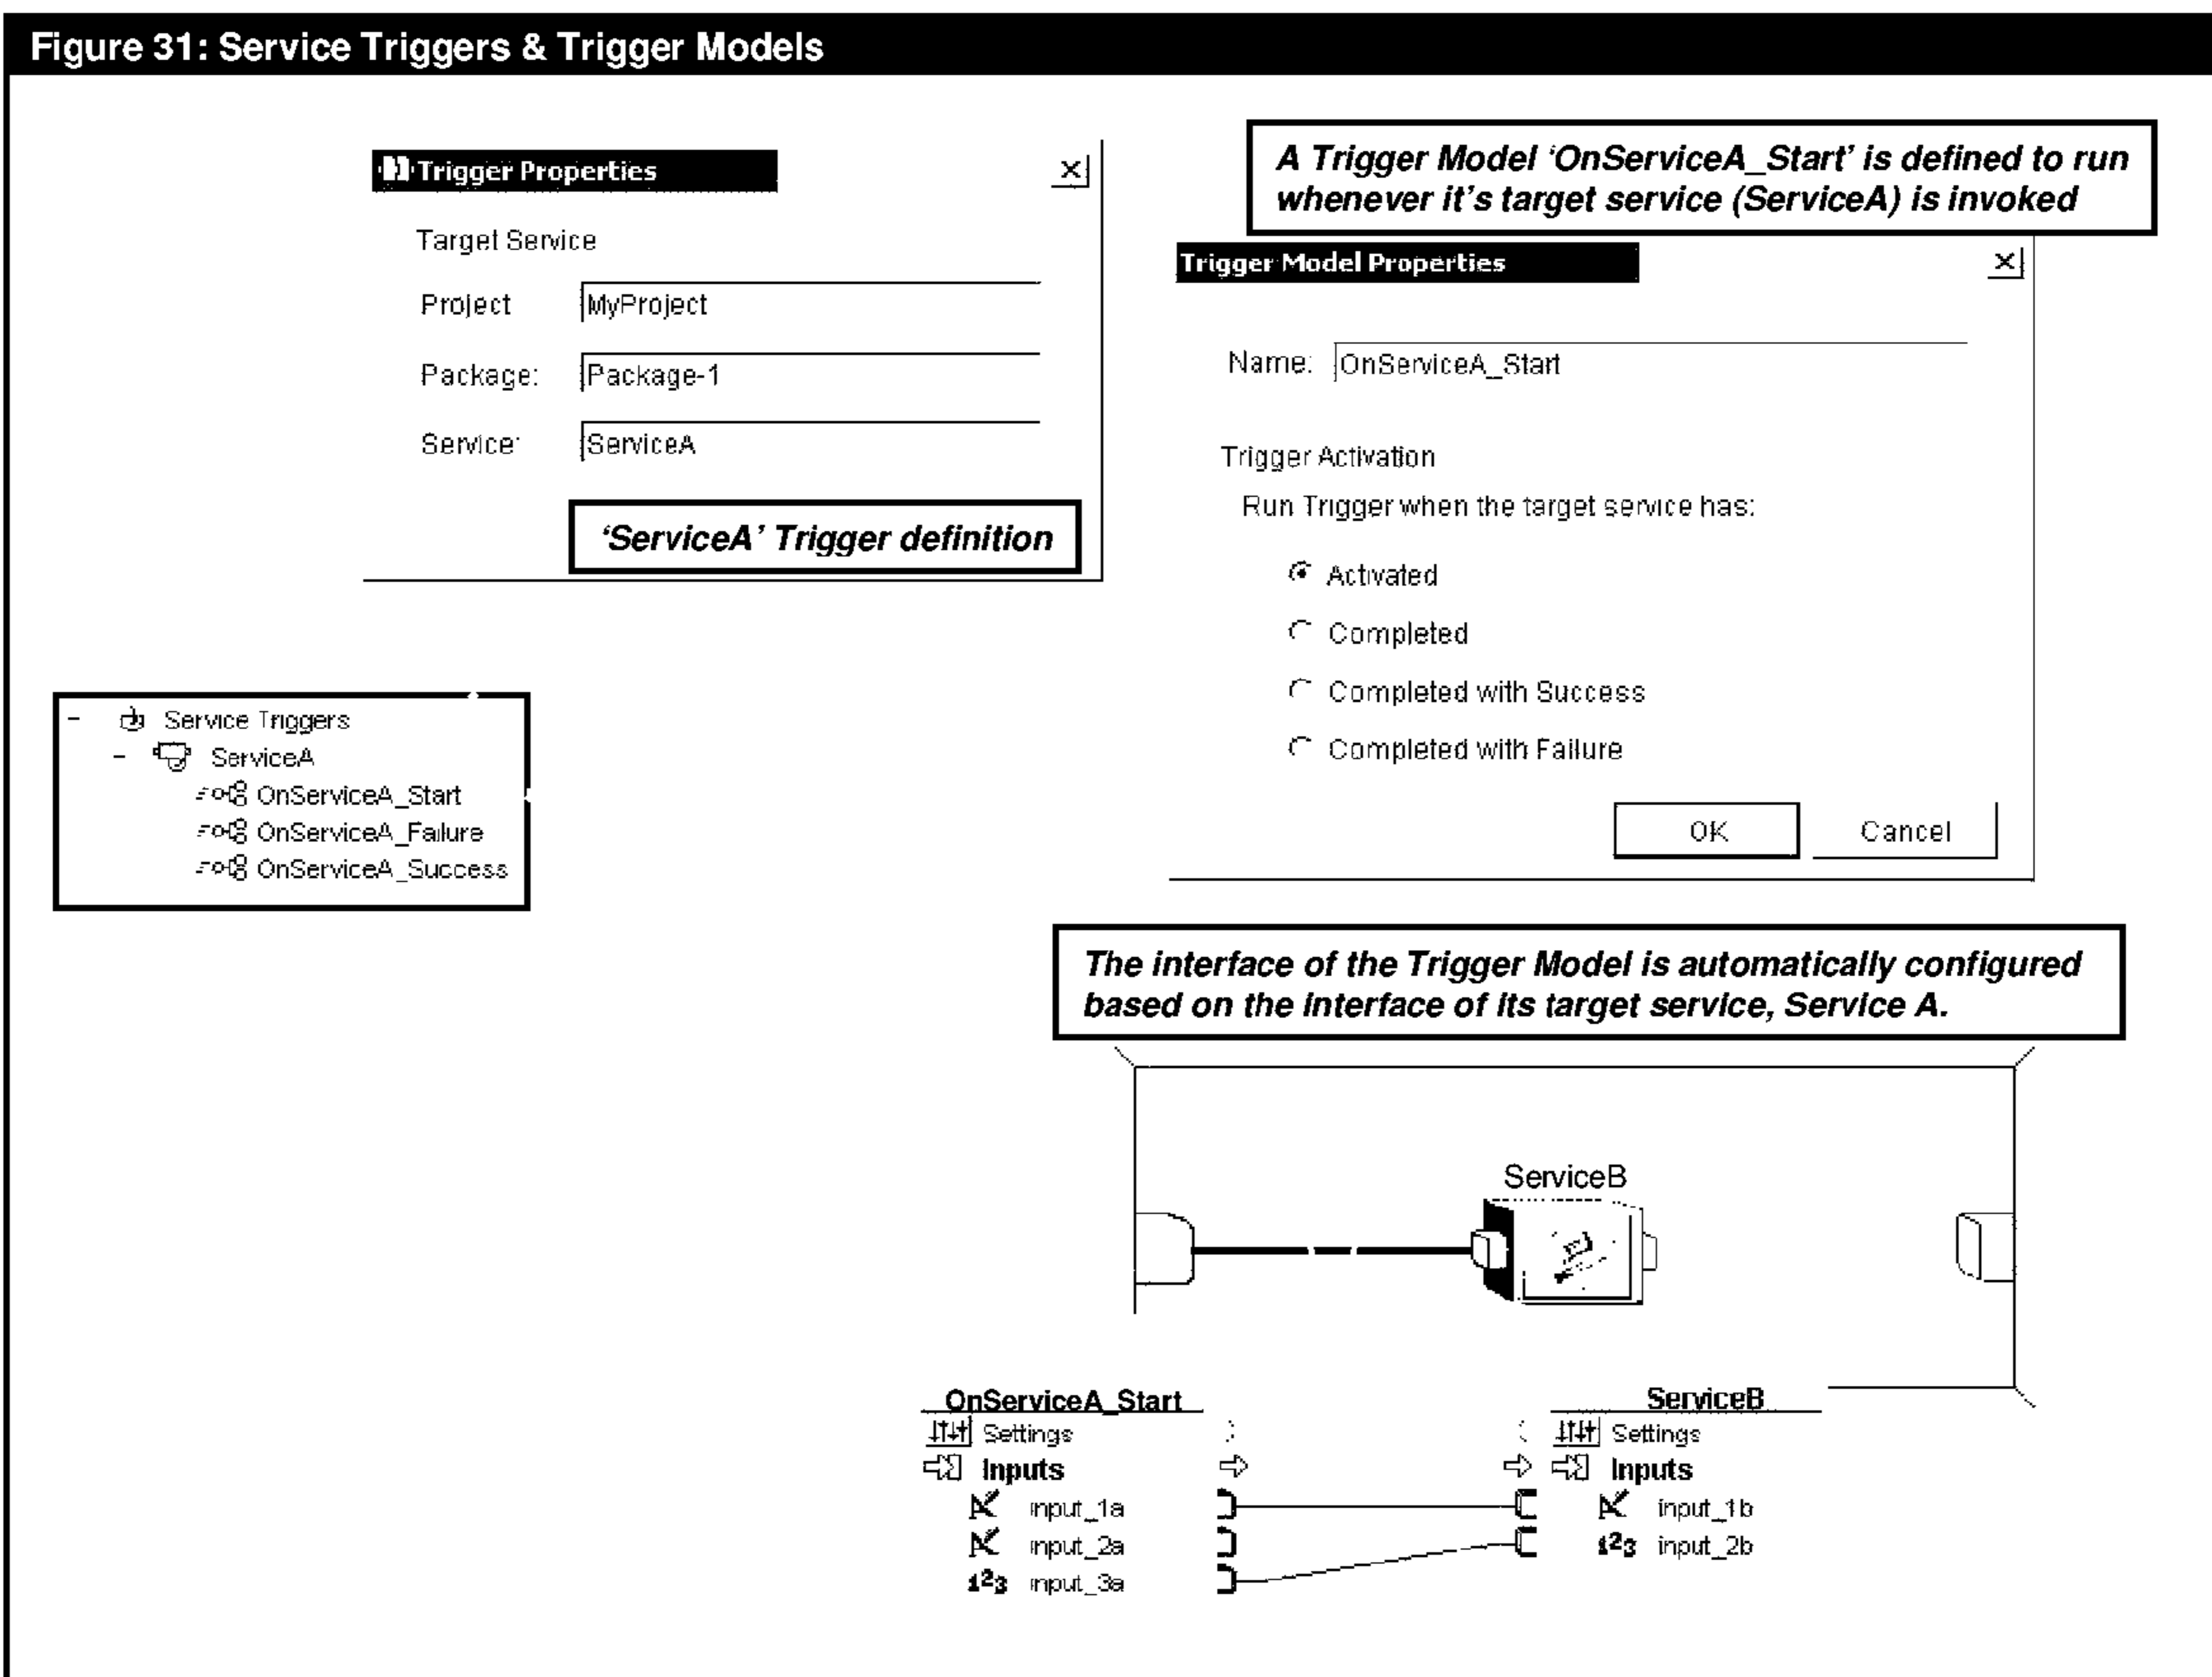 Figure 31: Service Triggers & Trigger Models
Trigger Properties
Target Service
Project
MyProject
Package:
Package-1
Service:
ServiceA
‘ServiceA’ Trigger definition
A Trigger Model ‘OnServiceA_Start’ is defined to run
whenever it’s target service (ServiceA) is invoked
Trigger Model Properties
Name:
OnServiceA_Start
Trigger Activation
Run Trigger when the target service has:
Activated
Completed
Completed with Success
Completed with Failure
OK
Cancel
Service Triggers
ServiceA
OnServiceA_Start
OnServiceA_Failure
OnServiceA_Success
The interface of the Trigger Model is automatically configured
based on the interface of its target service, Service A.
ServiceB
OnServiceA_Start
Settings
Inputs
input_1a
input_2a
123 input_3a
ServiceB
Settings
Inputs
input_1b
123 input_2b